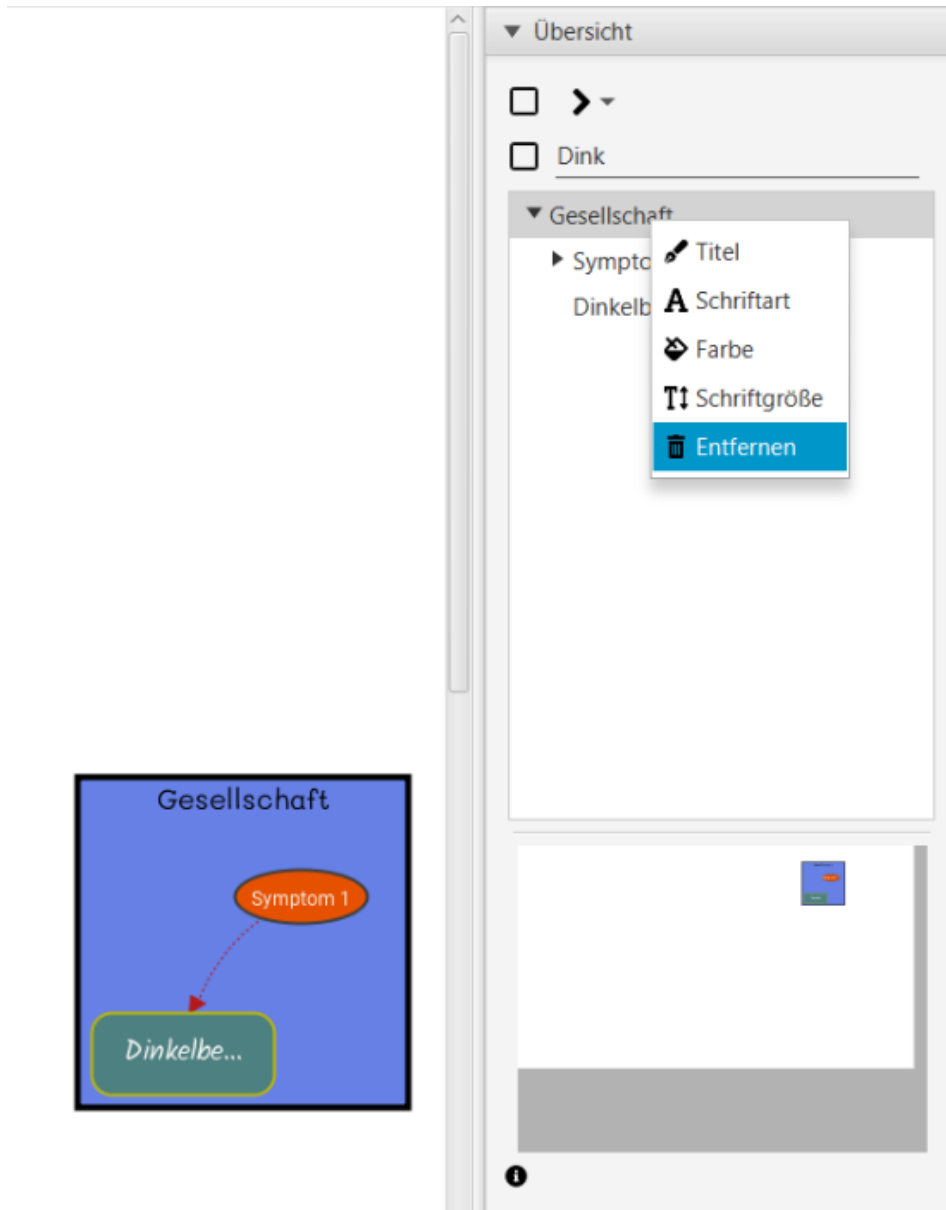 Übersicht
Dink
Gesellschaft
Titel
Schriftart
Farbe
Schriftgröße
Entfernen
Sympto
Dinkelb
Gesellschaft
Symptom 1
Dinkelbe...